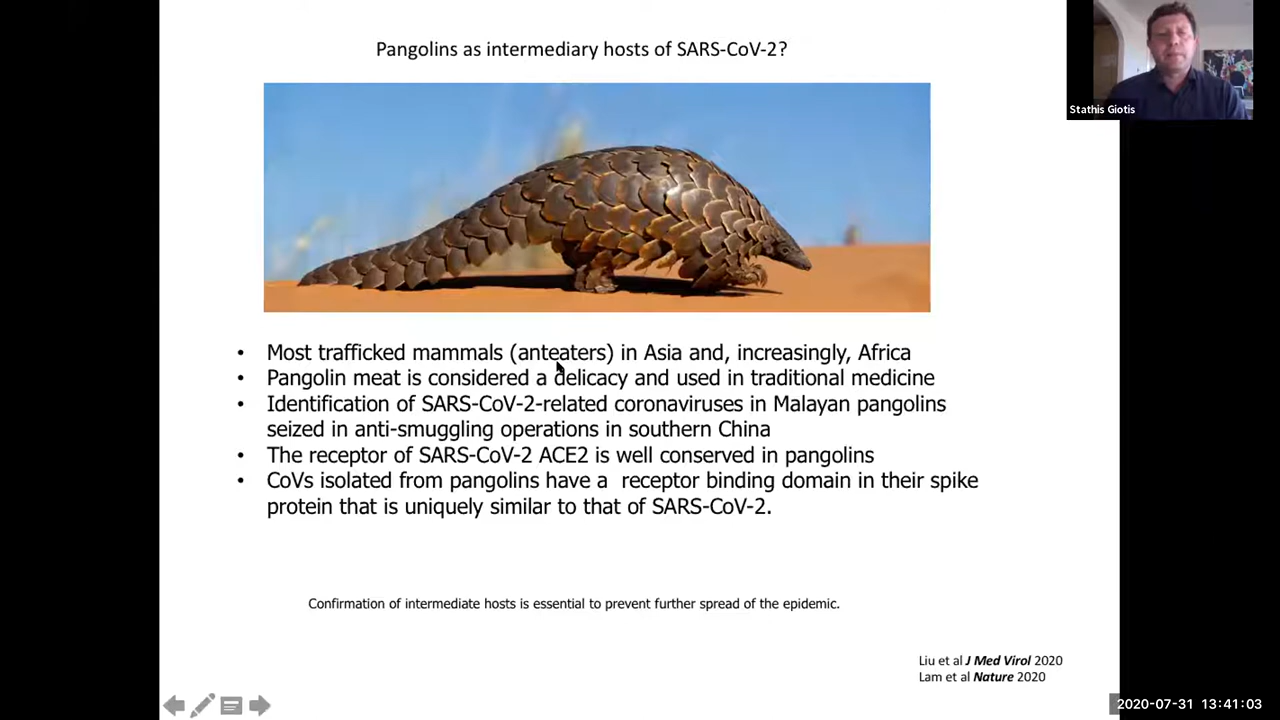 Pangolins as intermediary hosts of SARS-CoV-2?
Stathis Giotis
• Most trafficked mammals (anteaters) in Asia and, increasingly, Africa
• Pangolin meat is considered a delicacy and used in traditional medicine
• Identification of SARS-CoV-2-related coronaviruses in Malayan pangolins
seized in anti-smuggling operations in southern China
• The receptor of SARS-CoV-2 ACE2 is well conserved in pangolins
• CoVs isolated from pangolins have a  receptor binding domain in their spike
protein that is uniquely similar to that of SARS-CoV-2.
Confirmation of intermediate hosts is essential to prevent further spread of the epidemic.
Liu et al J Med Virol 2020
Lam et al Nature 2020
2020-07-31 13:41:03